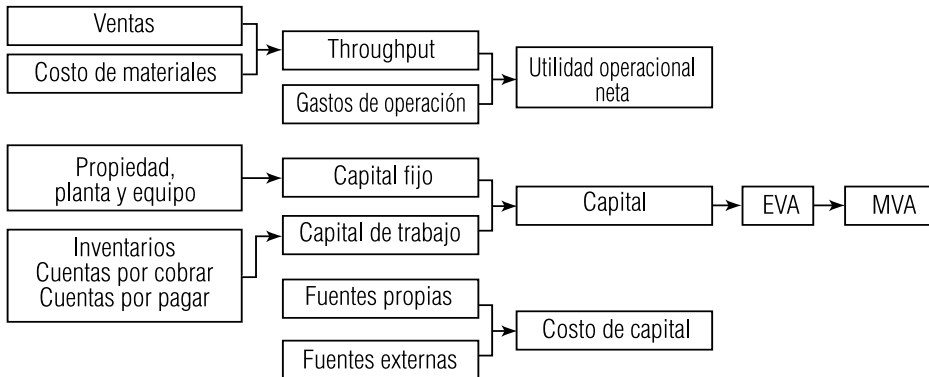 Ventas
Costo de materiales
Throughput
Gastos de operación
Utilidad operacional
neta
Propiedad,
planta y equipo
Capital fijo
Inventarios
Cuentas por cobrar
Cuentas por pagar
Capital de trabajo
Capital
EVA
MVA
Fuentes propias
Fuentes externas
Costo de capital